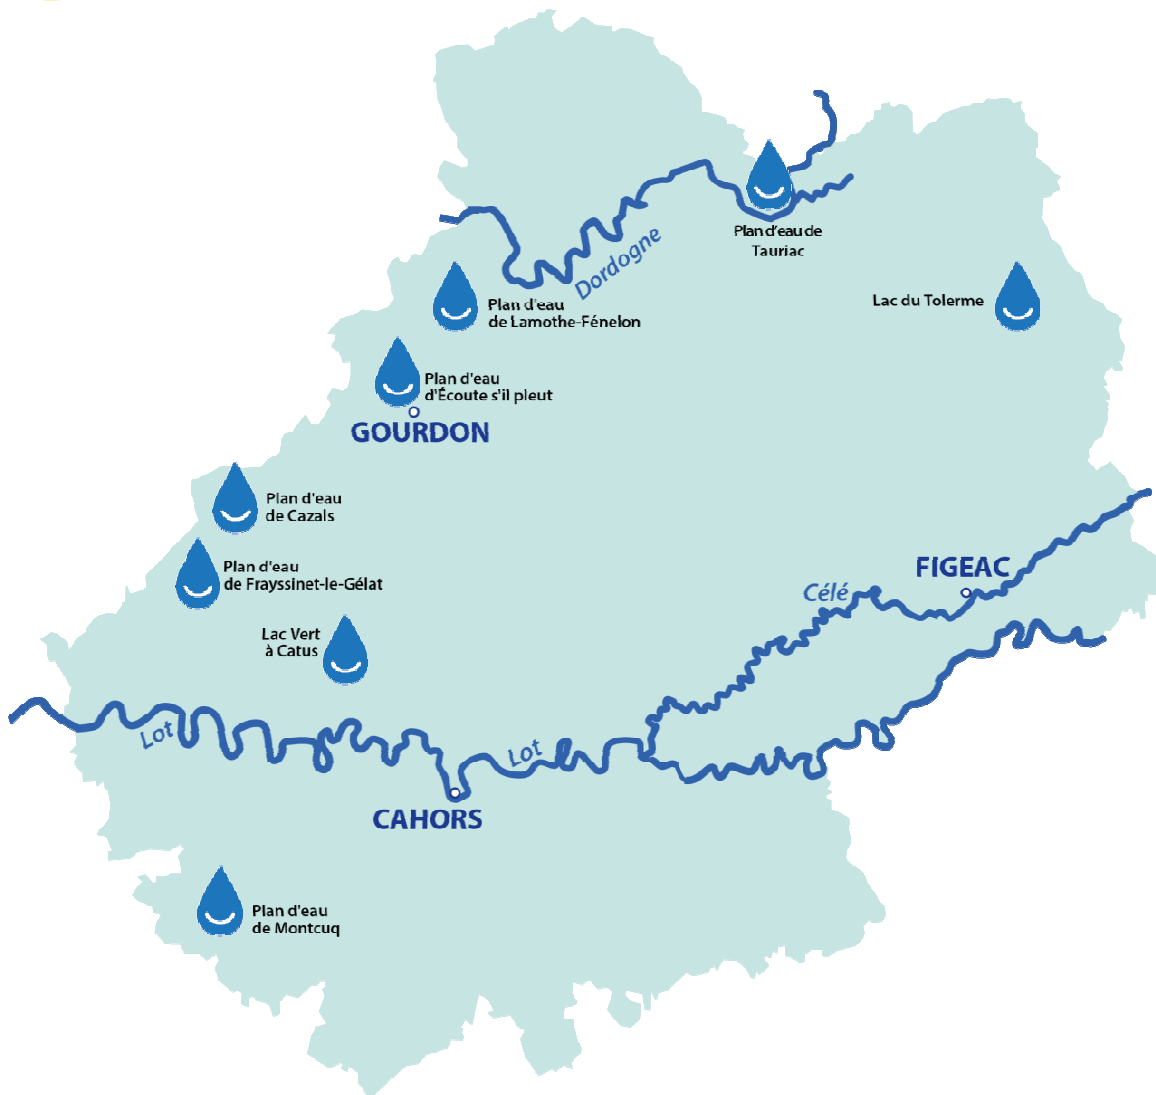 Plan d'eau de
Tauriac
Dordogne
Lac du Tolerme
Plan d'eau
de Lamothe-Fénelon
Plan d'eau
d'Écoute s'il pleut
GOURDON
Plan d'eau
de Cazals
Plan d'eau
de Frayssinet-le-Gélat
FIGEAC
Célé
Lac Vert
à Catus
Lot
Lot
CAHORS
Plan d'eau
de Montcuq